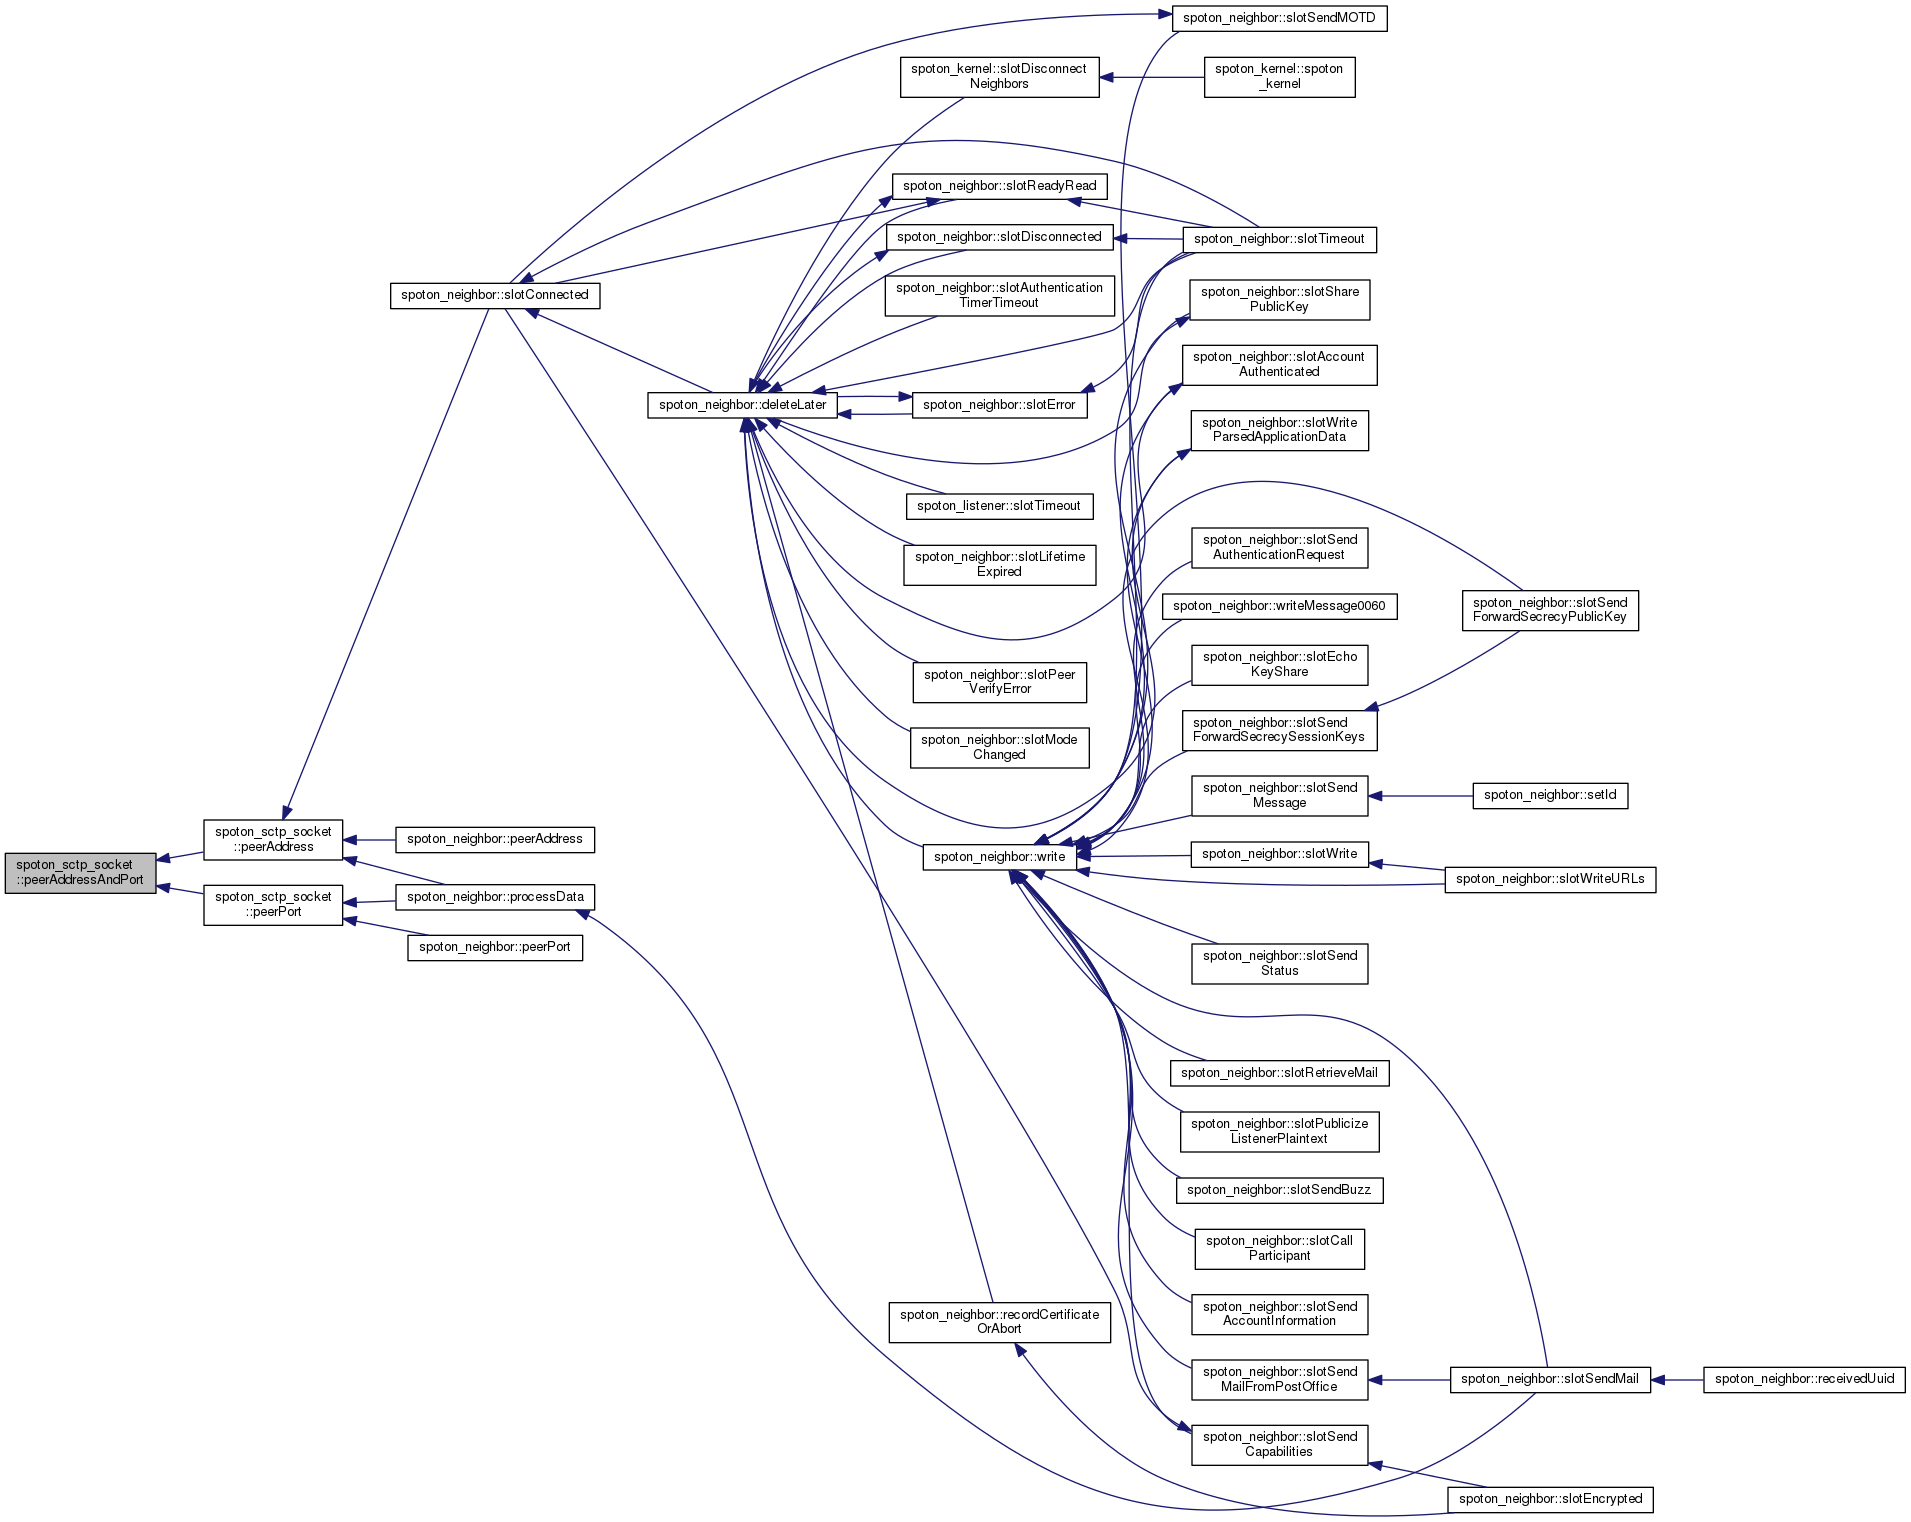 spoton_sctp_socket
::peerAddressAndPort
spoton_sctp_socket
::peerAddress
spoton_sctp_socket
::peerPort
spoton_neighbor::slotConnected
spoton_neighbor::peerAddress
spoton_neighbor::processData
spoton_neighbor::peerPort
spoton_neighbor::deleteLater
spoton_kernel::slotDisconnect
Neighbors
spoton_neighbor::slotReadyRead
spoton_neighbor::slotDisconnected
spoton_neighbor::slotAuthentication
TimerTimeout
spoton_neighbor::slotError
spoton_listener::slotTimeout
spoton_neighbor::slotLifetime
Expired
spoton_neighbor::slotPeer
VerifyError
spoton_neighbor::slotMode
Changed
spoton_neighbor::write
spoton_neighbor::recordCertificate
OrAbort
spoton_neighbor::slotSendMOTD
spoton_kernel::spoton
_kernel
spoton_neighbor::slotTimeout
spoton_neighbor::slotShare
PublicKey
spoton_neighbor::slotAccount
Authenticated
spoton_neighbor::slotWrite
ParsedApplicationData
spoton_neighbor::slotSend
AuthenticationRequest
spoton_neighbor::writeMessage0060
spoton_neighbor::slotEcho
KeyShare
spoton_neighbor::slotSend
ForwardSecrecySessionKeys
spoton_neighbor::slotSend
Message
spoton_neighbor::slotWrite
spoton_neighbor::slotSend
Status
spoton_neighbor::slotRetrieveMail
spoton_neighbor::slotPublicize
ListenerPlaintext
spoton_neighbor::slotSendBuzz
spoton_neighbor::slotCall
Participant
spoton_neighbor::slotSend
AccountInformation
spoton_neighbor::slotSend
MailFromPostOffice
spoton_neighbor::slotSend
Capabilities
spoton_neighbor::slotSend
ForwardSecrecyPublicKey
spoton_neighbor::setId
spoton_neighbor::slotWriteURLs
spoton_neighbor::slotSendMail
spoton_neighbor::slotEncrypted
spoton_neighbor::receivedUuid